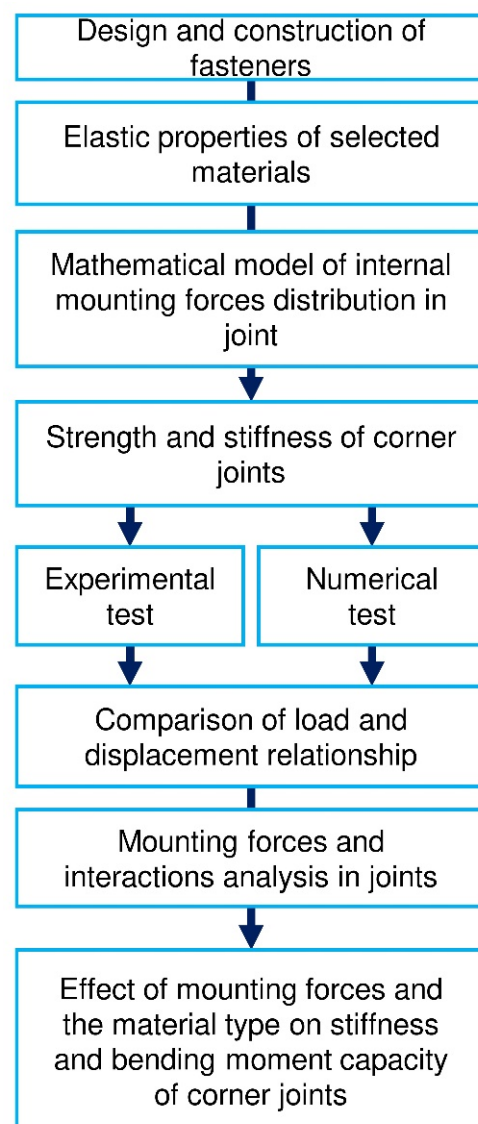 Design and construction of
fasteners
Elastic properties of selected
materials
Mathematical model of internal
mounting forces distribution in
joint
Strength and stiffness of corner
joints
Experimental
test
Numerical
test
Comparison of load and
displacement relationship
Mounting forces and
interactions analysis in joints
Effect of mounting forces and
the material type on stiffness
and bending moment capacity
of corner joints